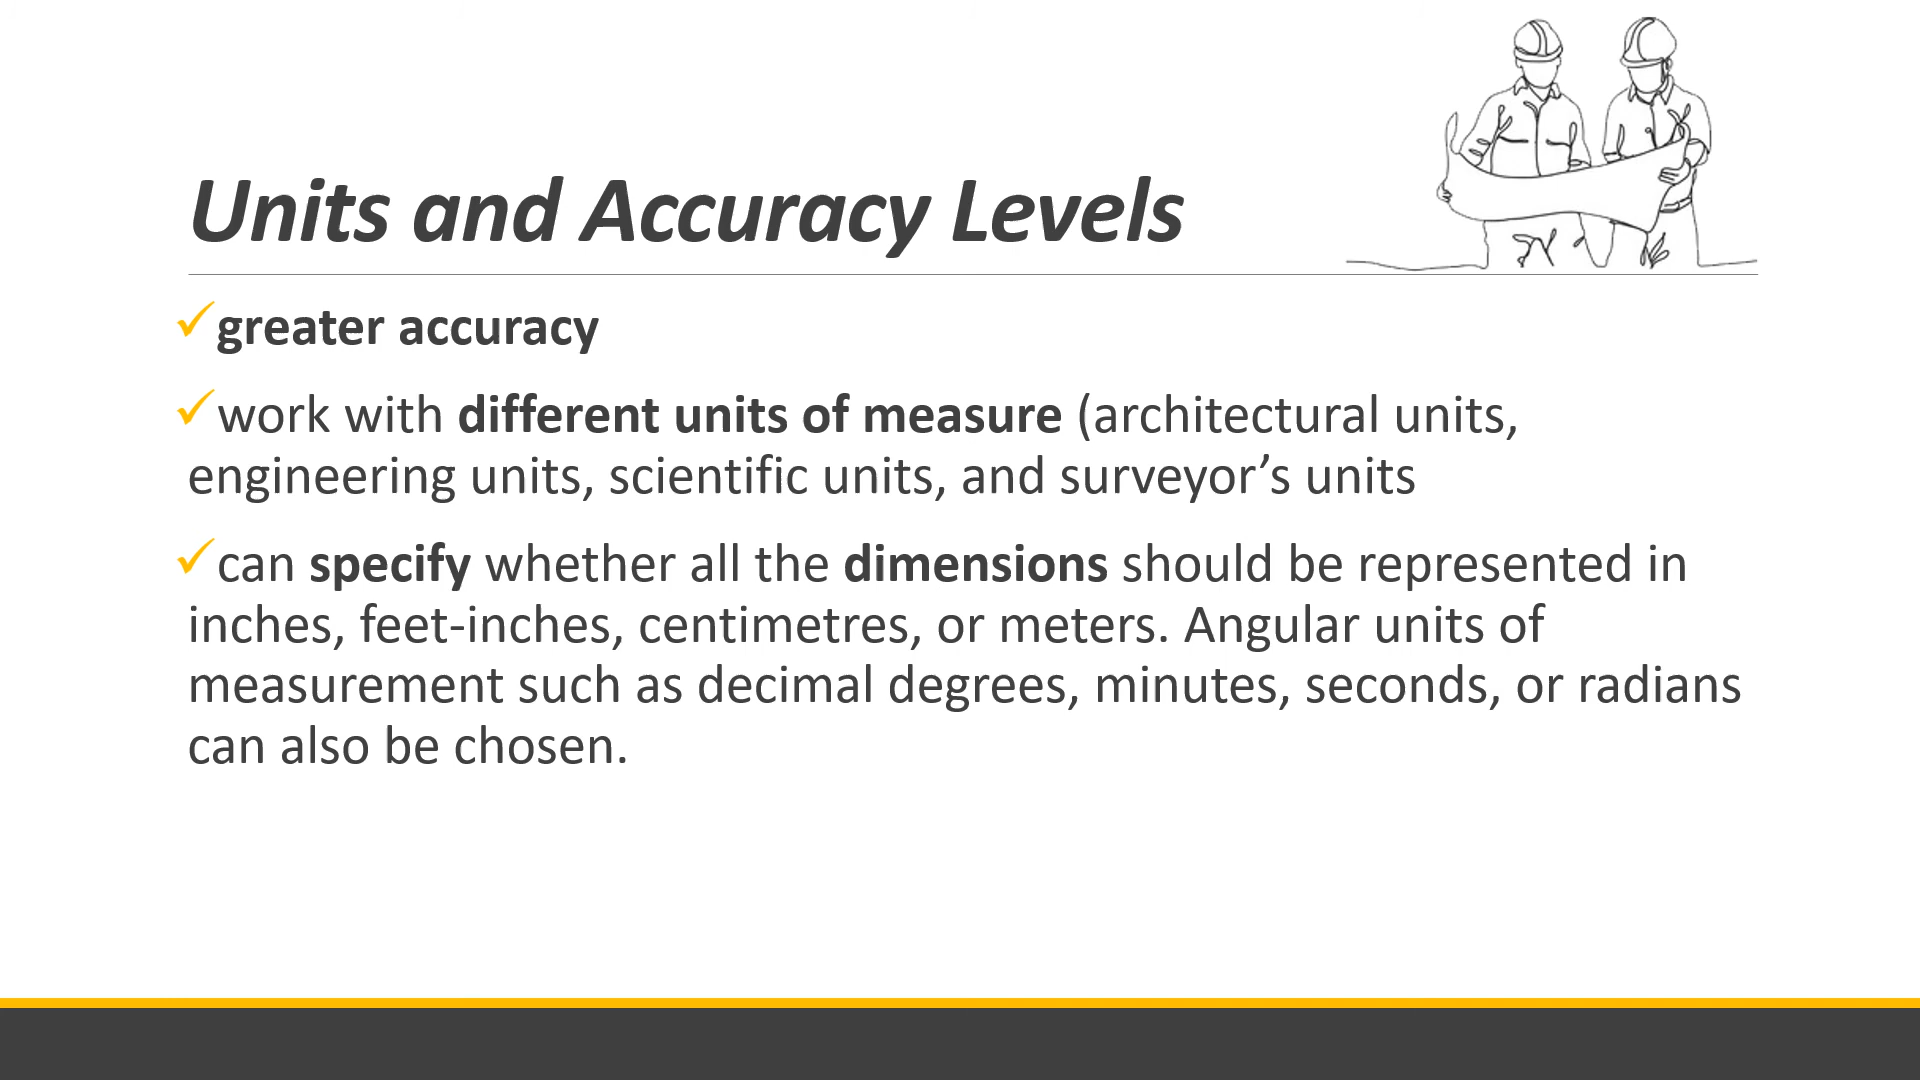 Units and Accuracy Levels
✓greater accuracy
✓work with different units of measure (architectural units,
engineering units, scientific units, and surveyor’s units
✓can specify whether all the dimensions should be represented in
inches, feet-inches, centimetres, or meters. Angular units of
measurement such as decimal degrees, minutes, seconds, or radians
can also be chosen.